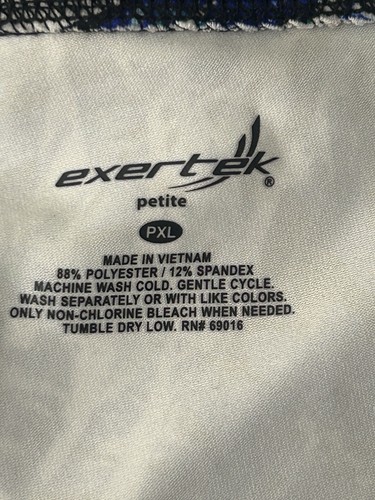 exertek®
petite
PXL
MADE IN VIETNAM
88% POLYESTER / 12% SPANDEX
MACHINE WASH COLD. GENTLE CYCLE.
WASH SEPARATELY OR WITH LIKE COLORS.
ONLY NON-CHLORINE BLEACH WHEN NEEDED.
TUMBLE DRY LOW. RN# 69016